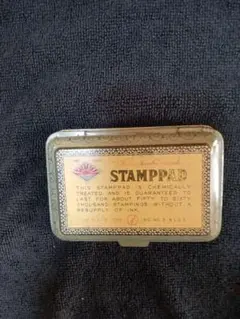 STAMPPAD
THIS STAMPPAD IS CHEMICALLY
TREATED AND IS GUARANTEED TO
LAST FOR ABOUT FIFTY TO SIXTY
THOUSAND STAMPINGS WITHOUT A
RESUPPLY OF INK.